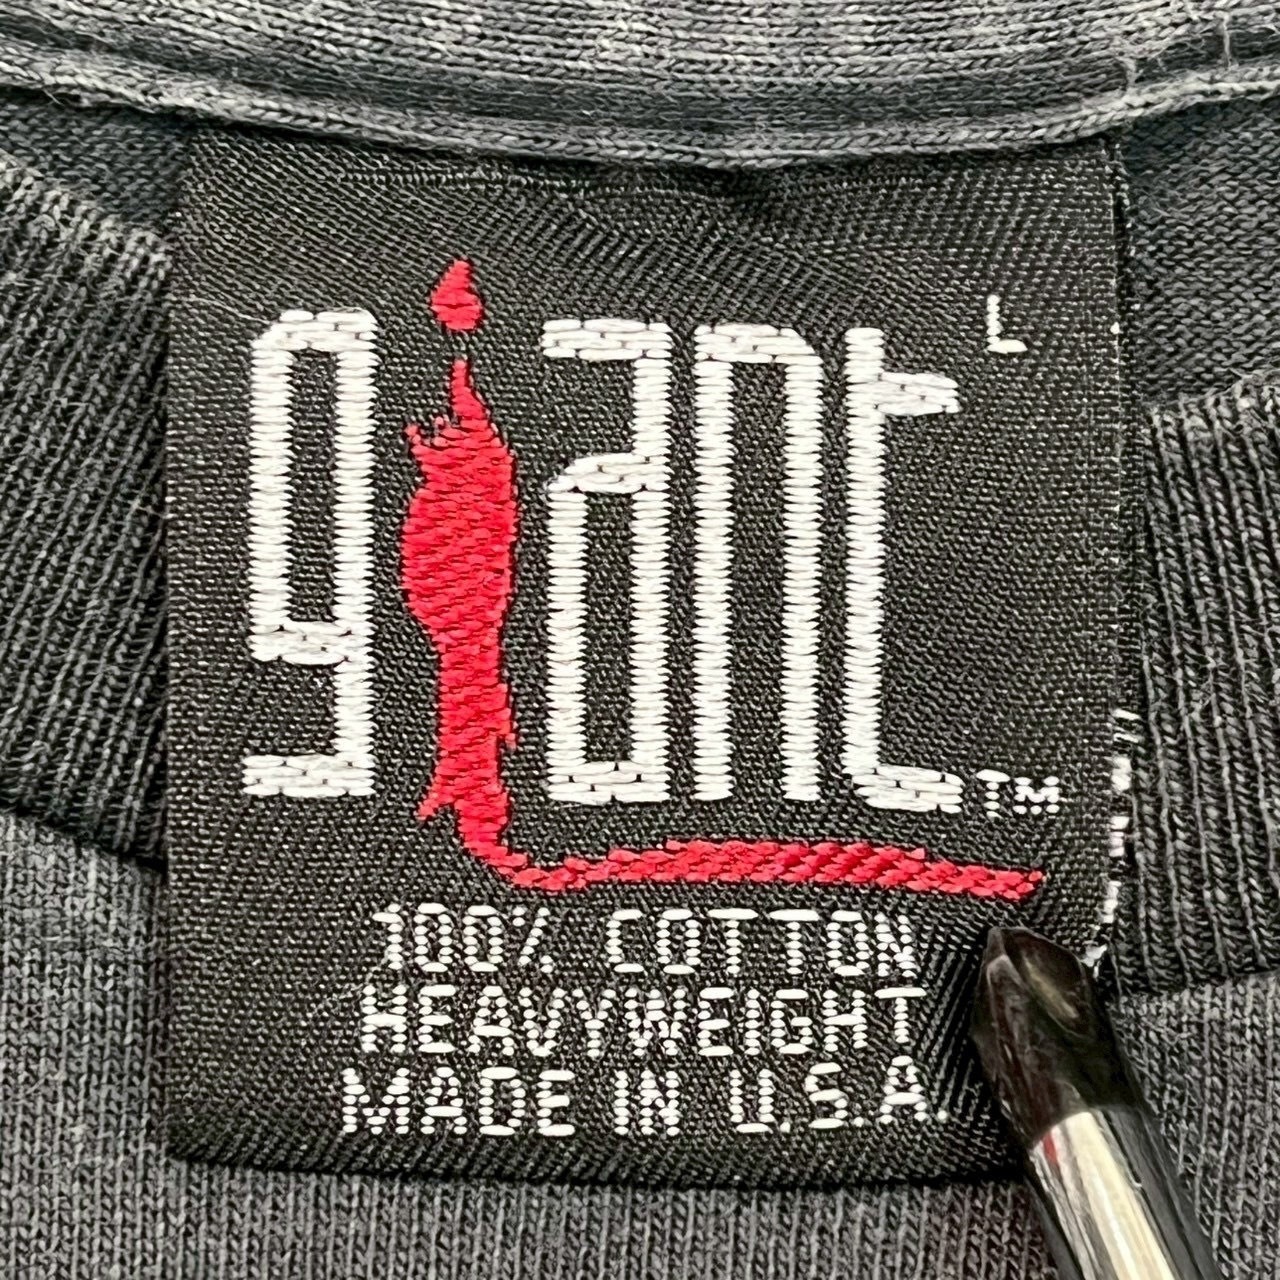 giant L
TM
100% COTTON
HEAVYWEIGHT
MADE IN U.S.A.